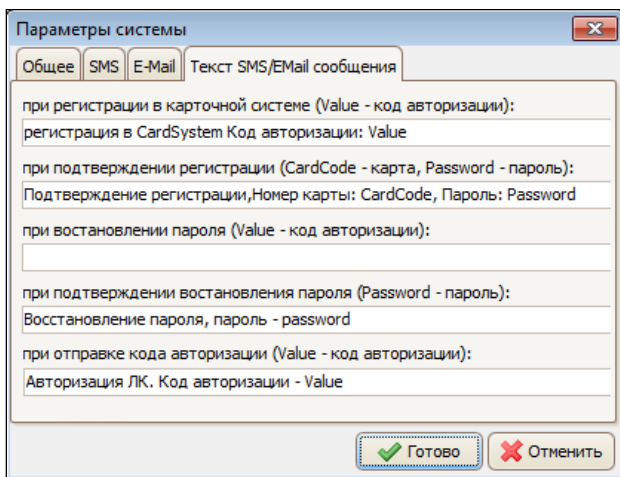 Параметры системы
Общее SMS E-Mail Текст SMS/EMail сообщения
при регистрации в карточной системе (Value - код авторизации):
регистрация в CardSystem Код авторизации: Value
при подтверждении регистрации (CardCode - карта, Password - пароль):
Подтверждение регистрации,Номер карты: CardCode, Пароль: Password
при востановлении пароля (Value - код авторизации):
при подтверждении востановления пароля (Password - пароль):
Восстановление пароля, пароль - password
при отправке кода авторизации (Value - код авторизации):
Авторизация ЛК. Код авторизации - Value
Готово Отменить